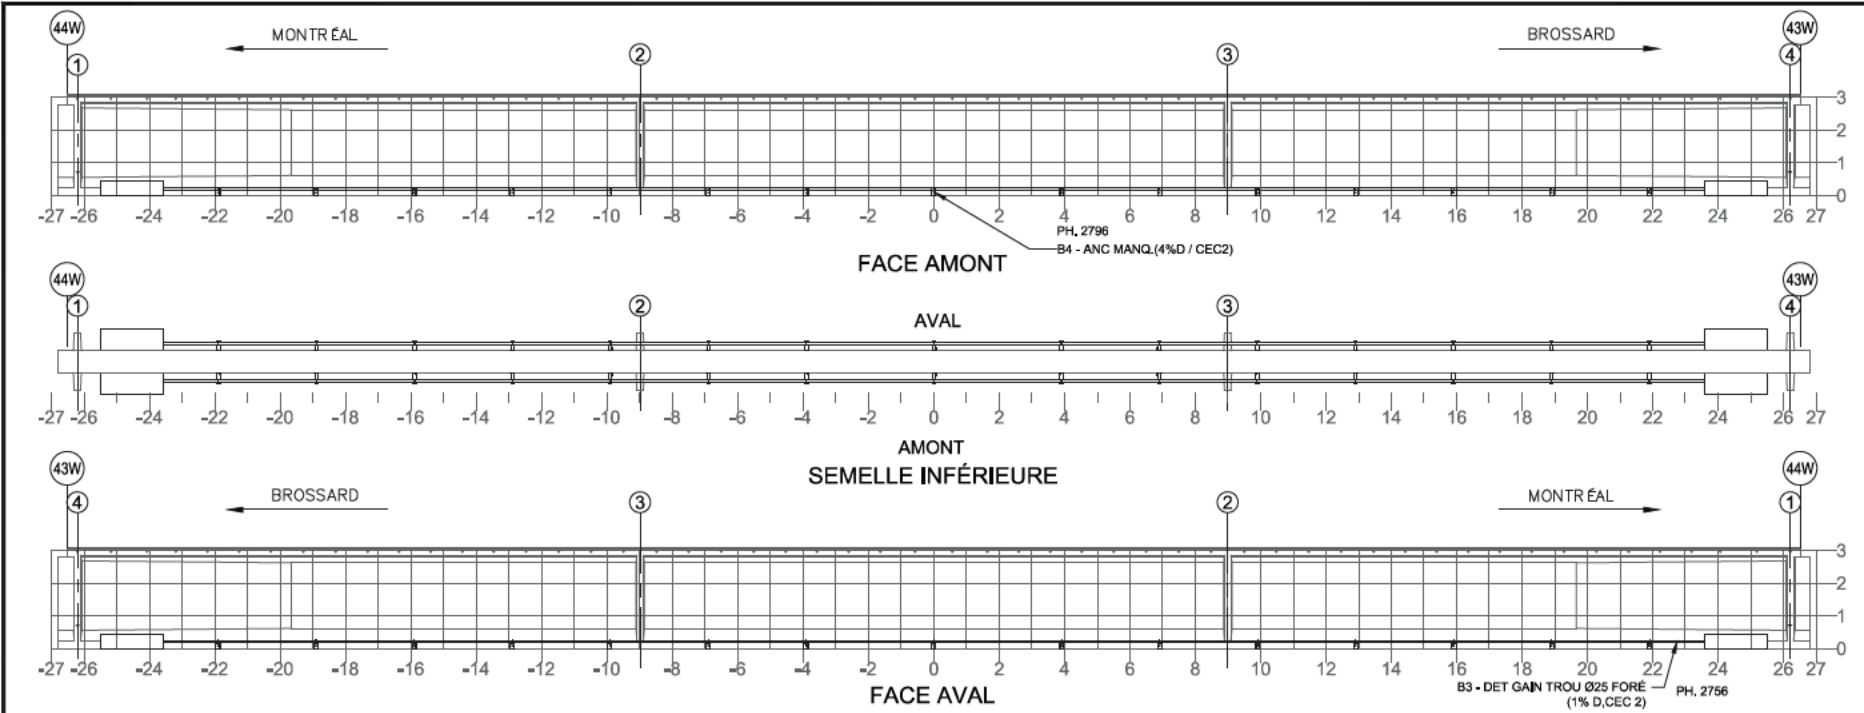 44W MONTRÉAL BROSSARD 43W
1 2 3 4
3
2
1
0
-27 -26 -24 -22 -20 -18 -16 -14 -12 -10 -8 -6 -4 -2 0 2 4 6 8 10 12 14 16 18 20 22 24 26 27
PH. 2796
B4 - ANC MANQ.(4%D / CEC2)
FACE AMONT
44W 43W
1 2 3 4
AVAL
-27 -26 -24 -22 -20 -18 -16 -14 -12 -10 -8 -6 -4 -2 0 2 4 6 8 10 12 14 16 18 20 22 24 26 27
AMONT
SEMELLE INFÉRIEURE
43W BROSSARD MONTRÉAL 44W
4 3 2 1
3
2
1
0
-27 -26 -24 -22 -20 -18 -16 -14 -12 -10 -8 -6 -4 -2 0 2 4 6 8 10 12 14 16 18 20 22 24 26 27
B3 - DET GAIN TROU Ø25 FORÉ PH. 2756
(1% D,CEC 2)
FACE AVAL